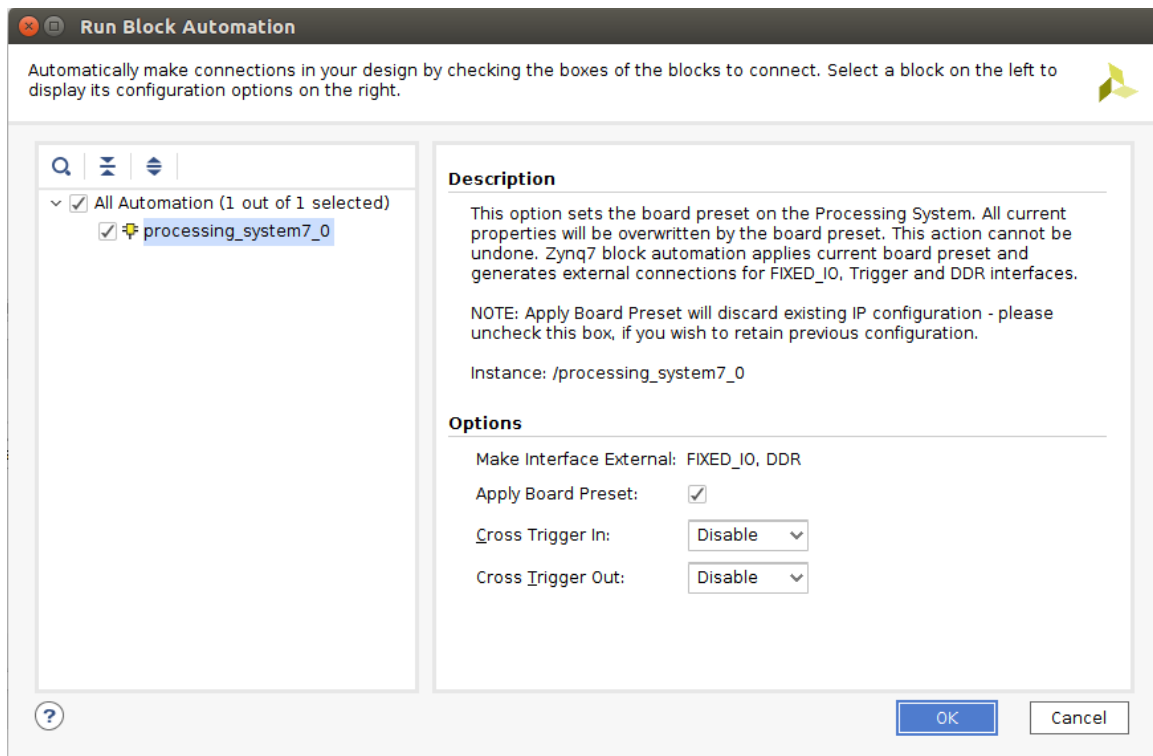 Run Block Automation
Automatically make connections in your design by checking the boxes of the blocks to connect. Select a block on the left to
display its configuration options on the right.
All Automation (1 out of 1 selected)
processing_system7_0
Description
This option sets the board preset on the Processing System. All current
properties will be overwritten by the board preset. This action cannot be
undone. Zynq7 block automation applies current board preset and
generates external connections for FIXED_IO, Trigger and DDR interfaces.
NOTE: Apply Board Preset will discard existing IP configuration - please
uncheck this box, if you wish to retain previous configuration.
Instance: /processing_system7_0
Options
Make Interface External: FIXED_IO, DDR
Apply Board Preset:
Cross Trigger In: Disable
Cross Trigger Out: Disable
?
OK Cancel